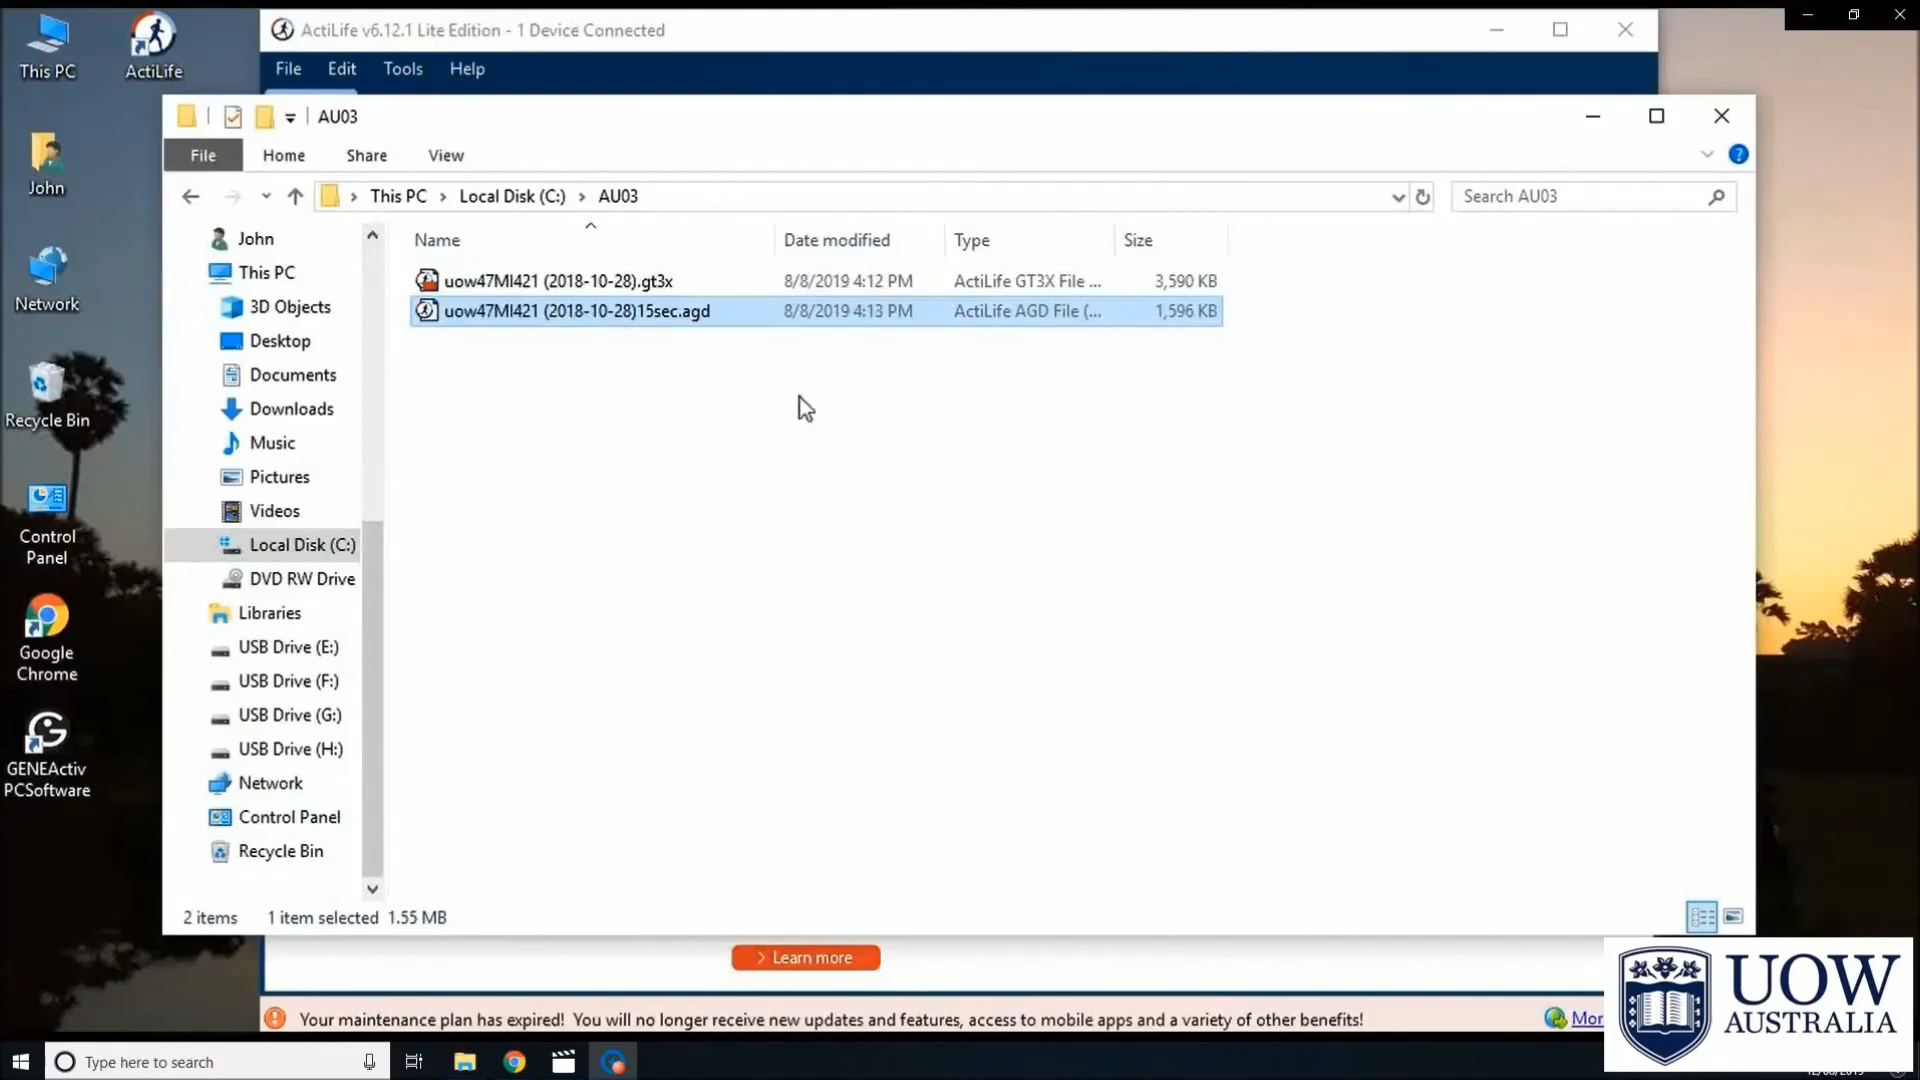 This PC
ActiLife
ActiLife v6.12.1 Lite Edition - 1 Device Connected
File Edit Tools Help
AU03
File Home Share View
This PC > Local Disk (C:) > AU03
Search AU03
Name Date modified Type Size
uow47MI421 (2018-10-28).gt3x 8/8/2019 4:12 PM ActiLife GT3X File ... 3,590 KB
uow47MI421 (2018-10-28)15sec.agd 8/8/2019 4:13 PM ActiLife AGD File (... 1,596 KB
John
This PC
3D Objects
Desktop
Documents
Downloads
Music
Pictures
Videos
Local Disk (C:)
DVD RW Drive
Libraries
USB Drive (E:)
USB Drive (F:)
USB Drive (G:)
USB Drive (H:)
Network
Control Panel
Recycle Bin
2 items 1 item selected 1.55 MB
John
Network
Recycle Bin
Control
Panel
Google
Chrome
GENEActiv
PCSoftware
> Learn more
Your maintenance plan has expired! You will no longer receive new updates and features, access to mobile apps and a variety of other benefits!
Mor
UOW
AUSTRALIA
Type here to search